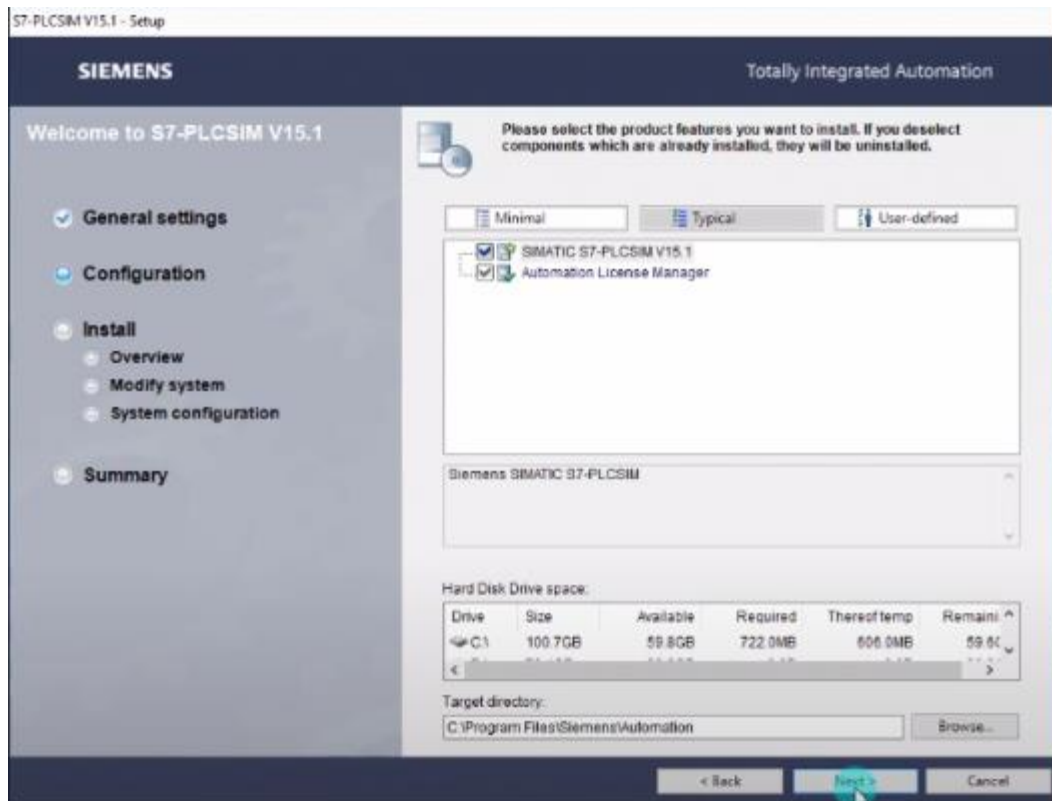 S7-PLCSIM V15.1 - Setup
SIEMENS
Totally Integrated Automation
Welcome to S7-PLCSIM V15.1
General settings
Configuration
Install
Overview
Modify system
System configuration
Summary
Please select the product features you want to install. If you deselect
components which are already installed, they will be uninstalled.
Minimal
Typical
User-defined
SIMATIC S7-PLCSIM V15.1
Automation License Manager
Siemens SIMATIC S7-PLCSIM
Hard Disk Drive space:
Drive Size Available Required Thereof temp Remaini
C:\ 100.7GB 59.8GB 722.0MB 606.0MB
Target directory:
C:\Program Files\Siemens\Automation
Browse...
< Back
Next >
Cancel